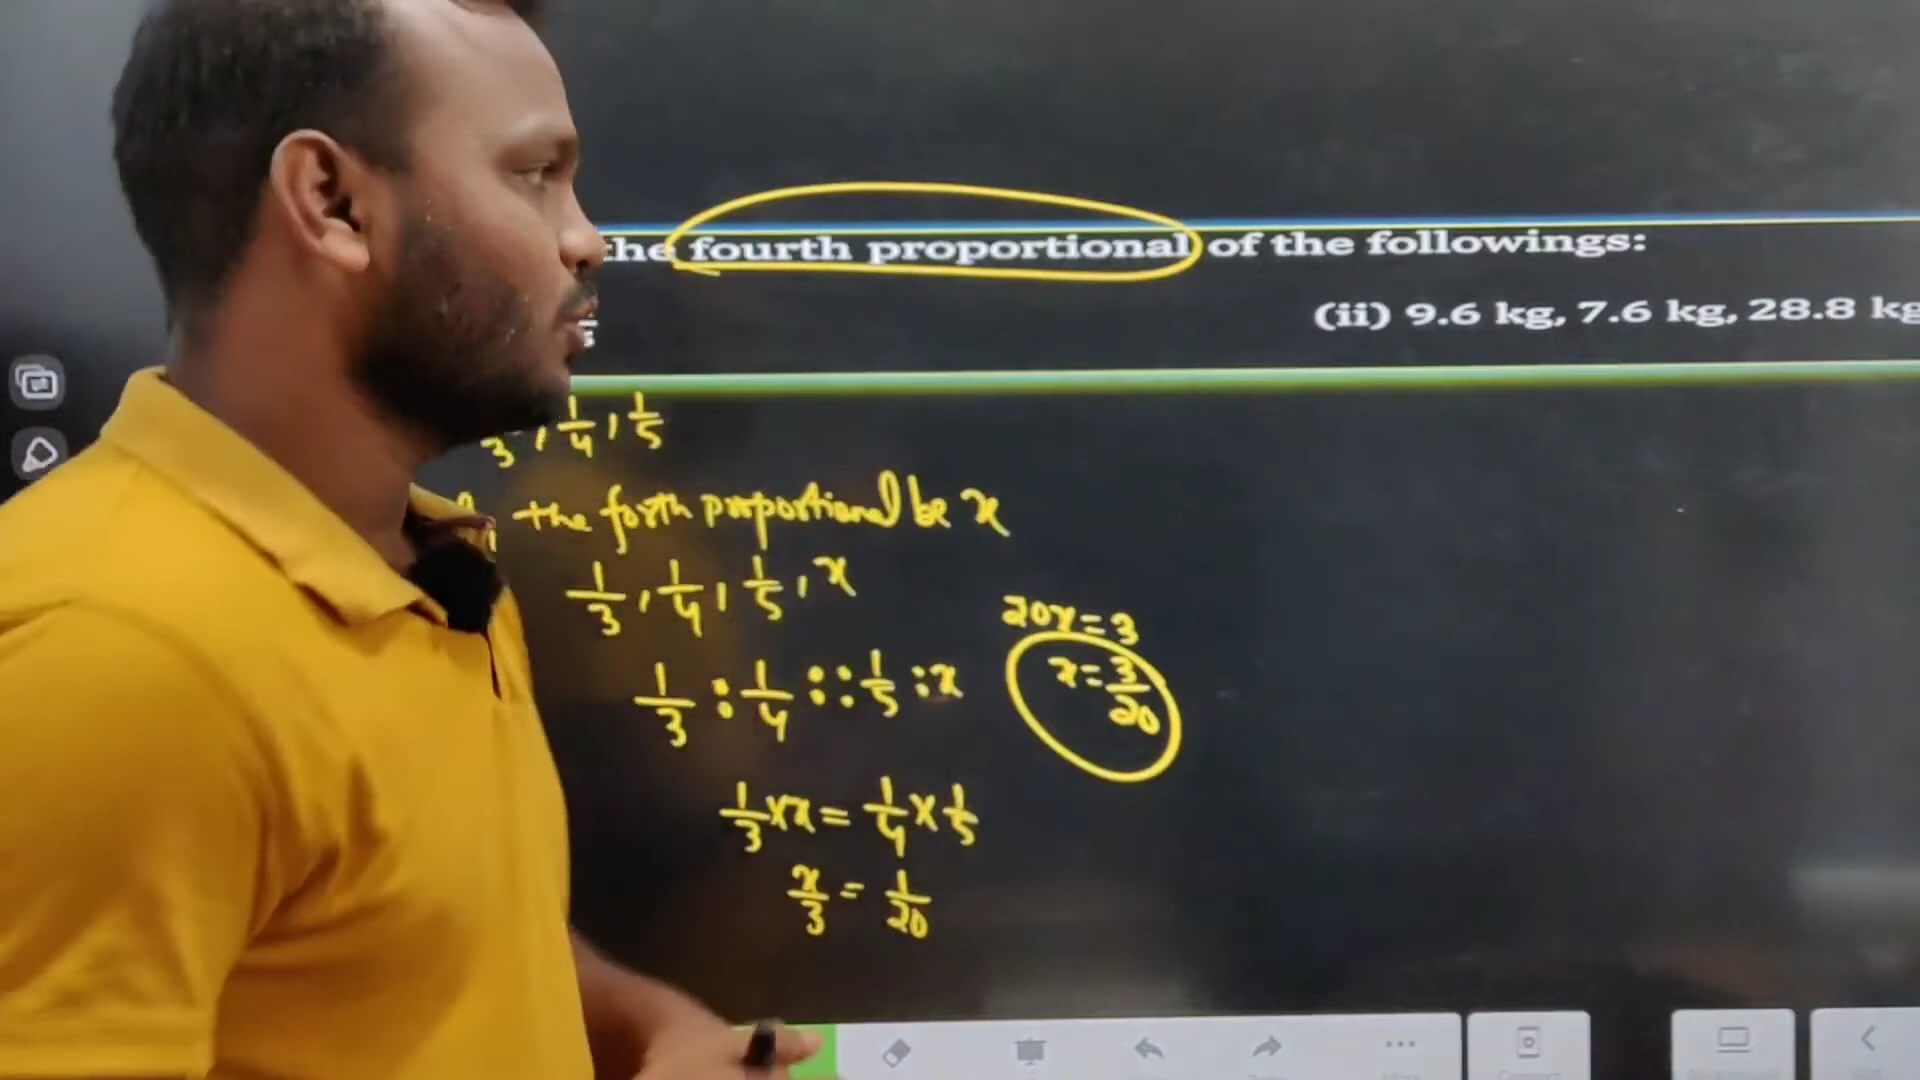 the fourth proportional of the followings:
(ii) 9.6 kg, 7.6 kg, 28.8 kg
3, 1/4, 1/5
the forth proportional be x
1/3, 1/4, 1/5, x
1/3 : 1/4 :: 1/5 : x
1/3 × x = 1/4 × 1/5
x/3 = 1/20
20x = 3
x = 3/20